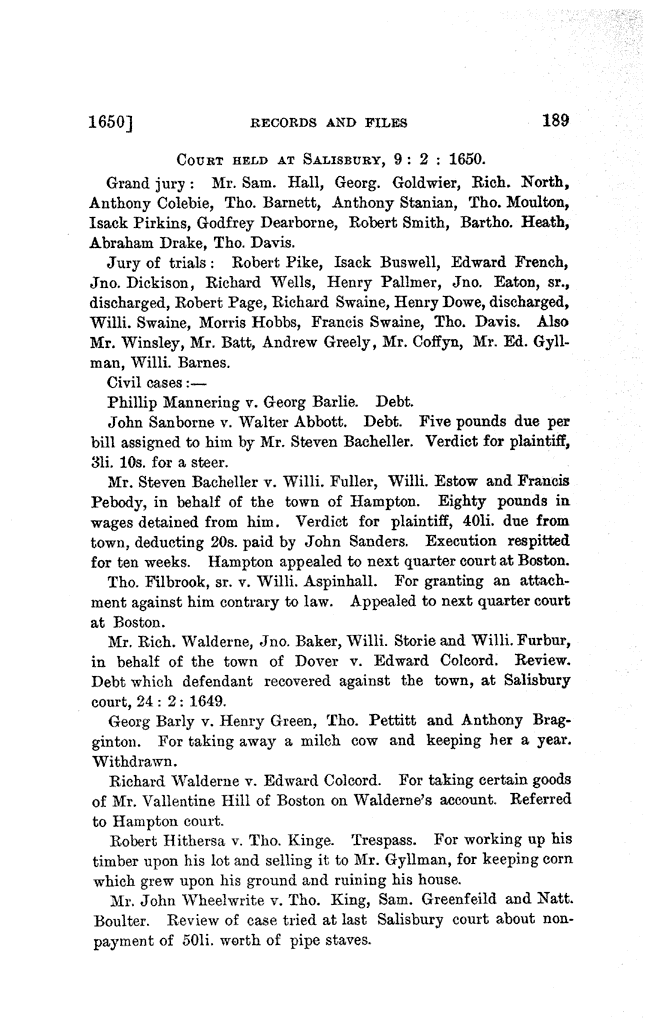 1650] RECORDS AND FILES 189
COURT HELD AT SALISBURY, 9 : 2 : 1650.
Grand jury : Mr. Sam. Hall, Georg. Goldwier, Rich. North,
Anthony Colebie, Tho. Barnett, Anthony Stanian, Tho. Moulton,
Isack Pirkins, Godfrey Dearborne, Robert Smith, Bartho. Heath,
Abraham Drake, Tho. Davis.
Jury of trials : Robert Pike, Isack Buswell, Edward French,
Jno. Dickison, Richard Wells, Henry Pallmer, Jno. Eaton, sr.,
discharged, Robert Page, Richard Swaine, Henry Dowe, discharged,
Willi. Swaine, Morris Hobbs, Francis Swaine, Tho. Davis. Also
Mr. Winsley, Mr. Batt, Andrew Greely, Mr. Coffyn, Mr. Ed. Gyll-
man, Willi. Barnes.
Civil cases :—
Phillip Mannering v. Georg Barlie. Debt.
John Sanborne v. Walter Abbott. Debt. Five pounds due per
bill assigned to him by Mr. Steven Bacheller. Verdict for plaintiff,
3li. 10s. for a steer.
Mr. Steven Bacheller v. Willi. Fuller, Willi. Estow and Francis
Pebody, in behalf of the town of Hampton. Eighty pounds in
wages detained from him. Verdict for plaintiff, 40li. due from
town, deducting 20s. paid by John Sanders. Execution respitted
for ten weeks. Hampton appealed to next quarter court at Boston.
Tho. Filbrook, sr. v. Willi. Aspinhall. For granting an attach-
ment against him contrary to law. Appealed to next quarter court
at Boston.
Mr. Rich. Walderne, Jno. Baker, Willi. Storie and Willi. Furbur,
in behalf of the town of Dover v. Edward Colcord. Review.
Debt which defendant recovered against the town, at Salisbury
court, 24 : 2 : 1649.
Georg Barly v. Henry Green, Tho. Pettitt and Anthony Brag-
ginton. For taking away a milch cow and keeping her a year.
Withdrawn.
Richard Walderne v. Edward Colcord. For taking certain goods
of Mr. Vallentine Hill of Boston on Walderne's account. Referred
to Hampton court.
Robert Hithersa v. Tho. Kinge. Trespass. For working up his
timber upon his lot and selling it to Mr. Gyllman, for keeping corn
which grew upon his ground and ruining his house.
Mr. John Wheelwrite v. Tho. King, Sam. Greenfeild and Natt.
Boulter. Review of case tried at last Salisbury court about non-
payment of 50li. worth of pipe staves.